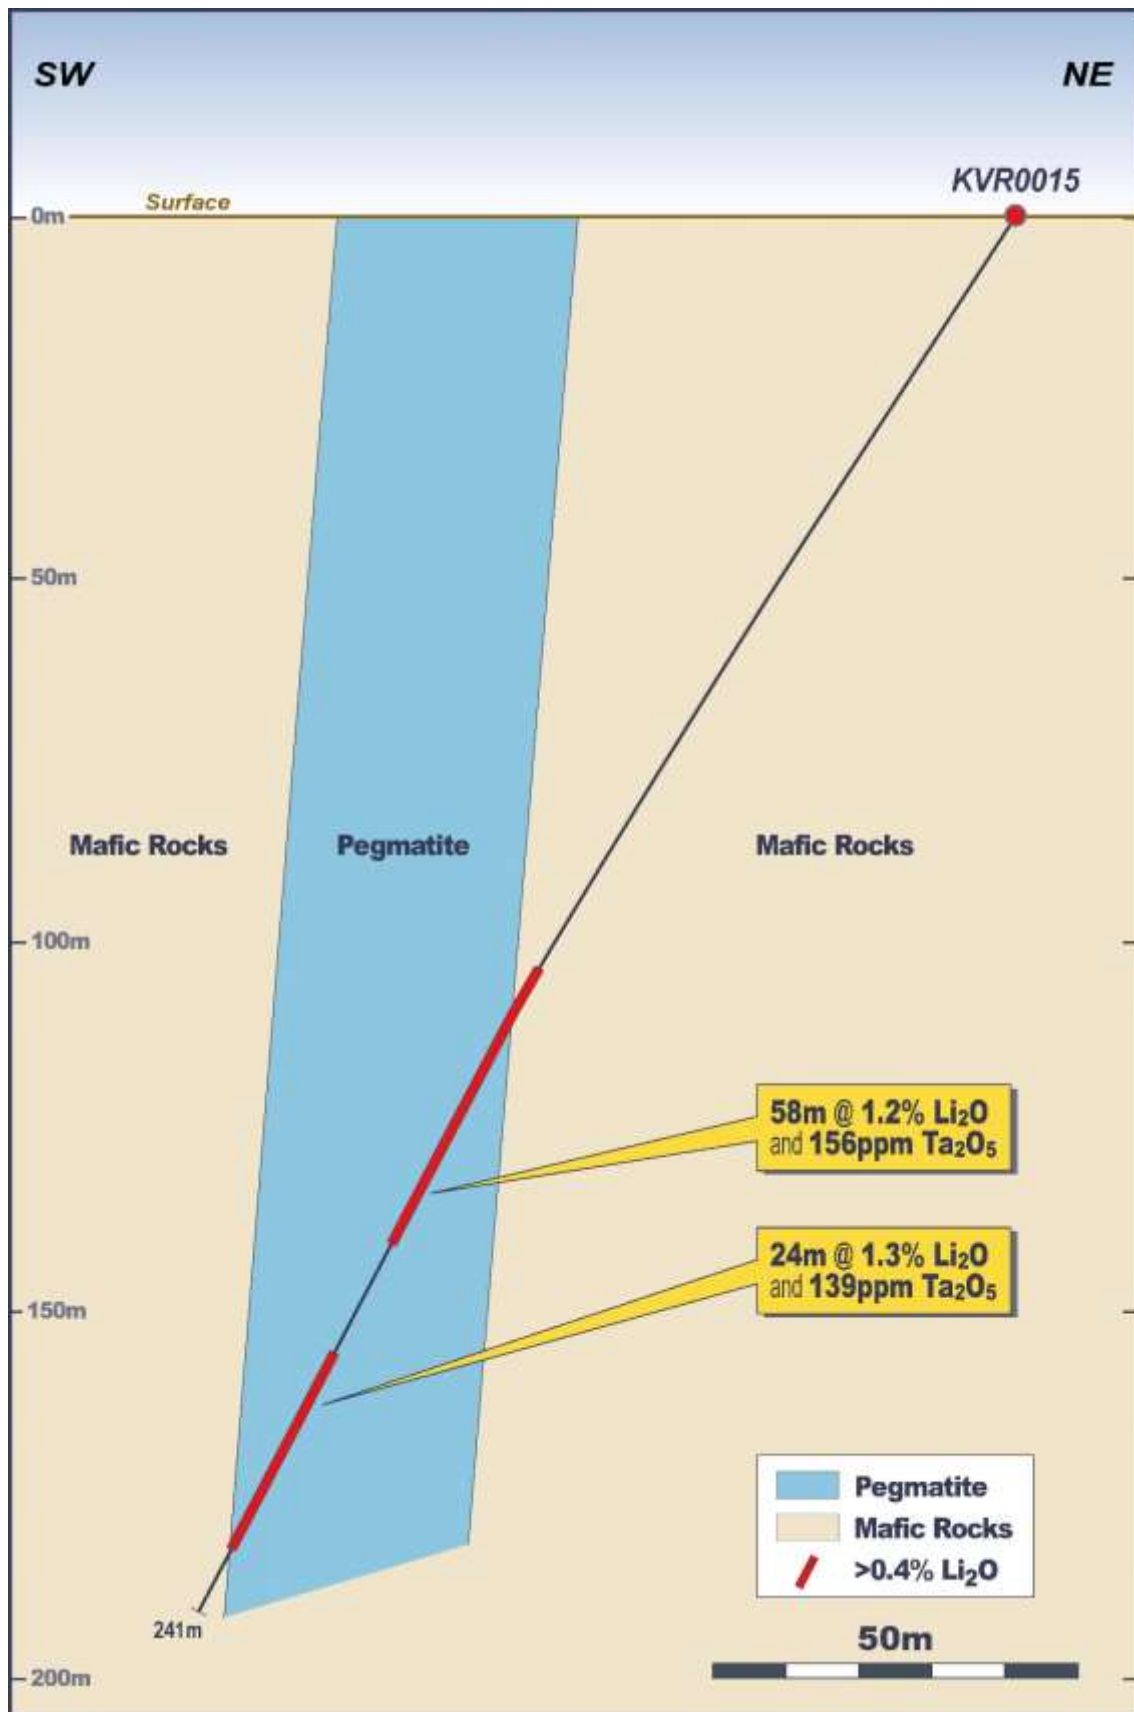 SW
NE
KVR0015
Surface
0m
50m
Mafic Rocks
Pegmatite
Mafic Rocks
100m
58m @ 1.2% Li₂O
and 156ppm Ta₂O₅
24m @ 1.3% Li₂O
and 139ppm Ta₂O₅
150m
Pegmatite
Mafic Rocks
>0.4% Li₂O
241m
50m
200m